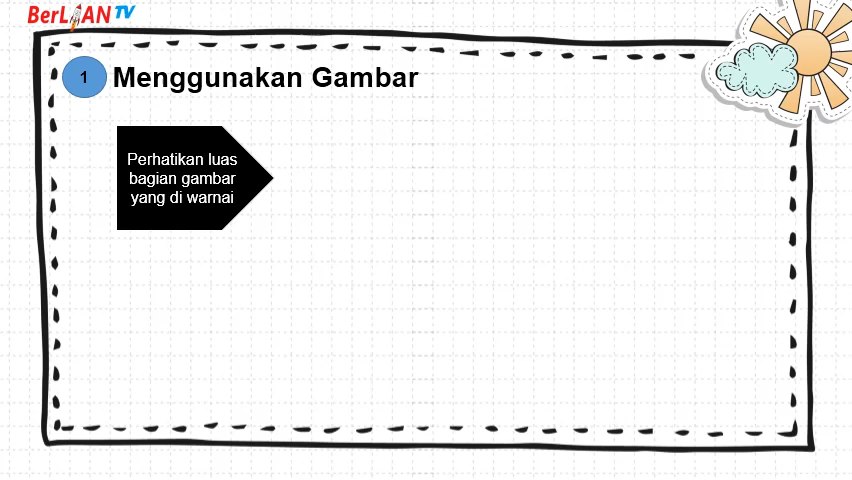 BerLIAN TV
1 Menggunakan Gambar
Perhatikan luas
bagian gambar
yang di warnai